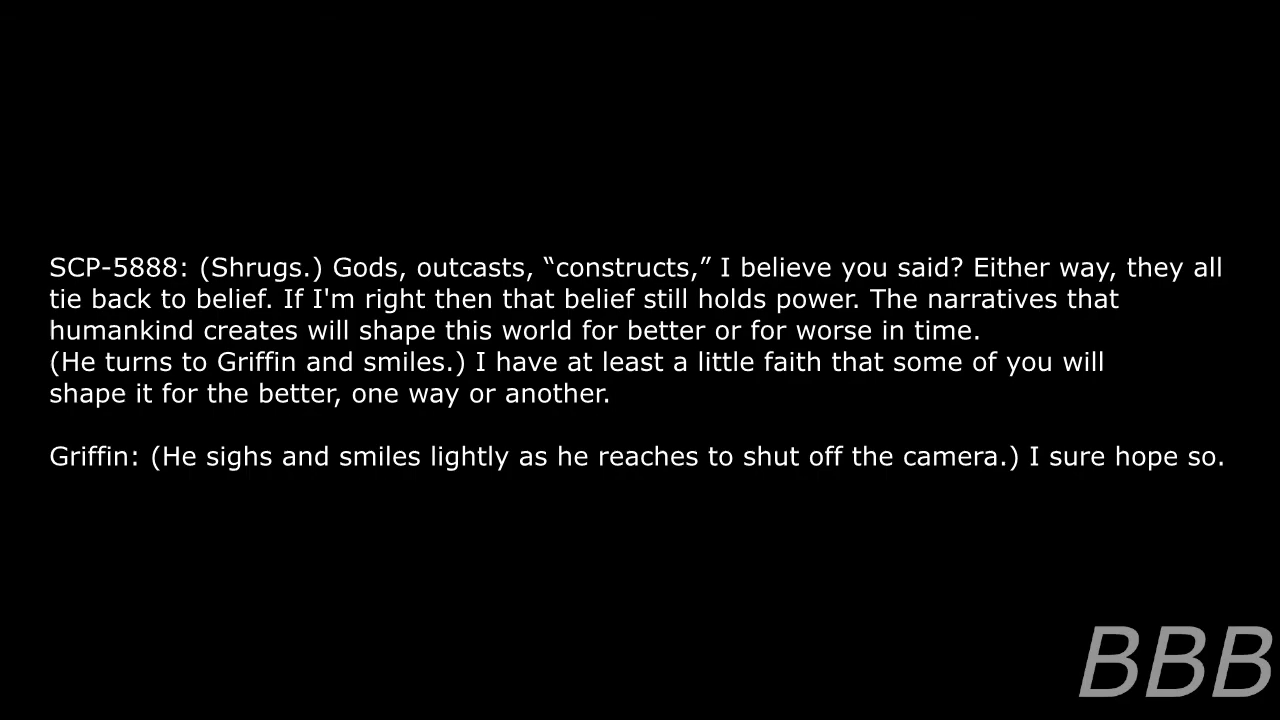 SCP-5888: (Shrugs.) Gods, outcasts, “constructs,” I believe you said? Either way, they all
tie back to belief. If I'm right then that belief still holds power. The narratives that
humankind creates will shape this world for better or for worse in time.
(He turns to Griffin and smiles.) I have at least a little faith that some of you will
shape it for the better, one way or another.
Griffin: (He sighs and smiles lightly as he reaches to shut off the camera.) I sure hope so.
BBB